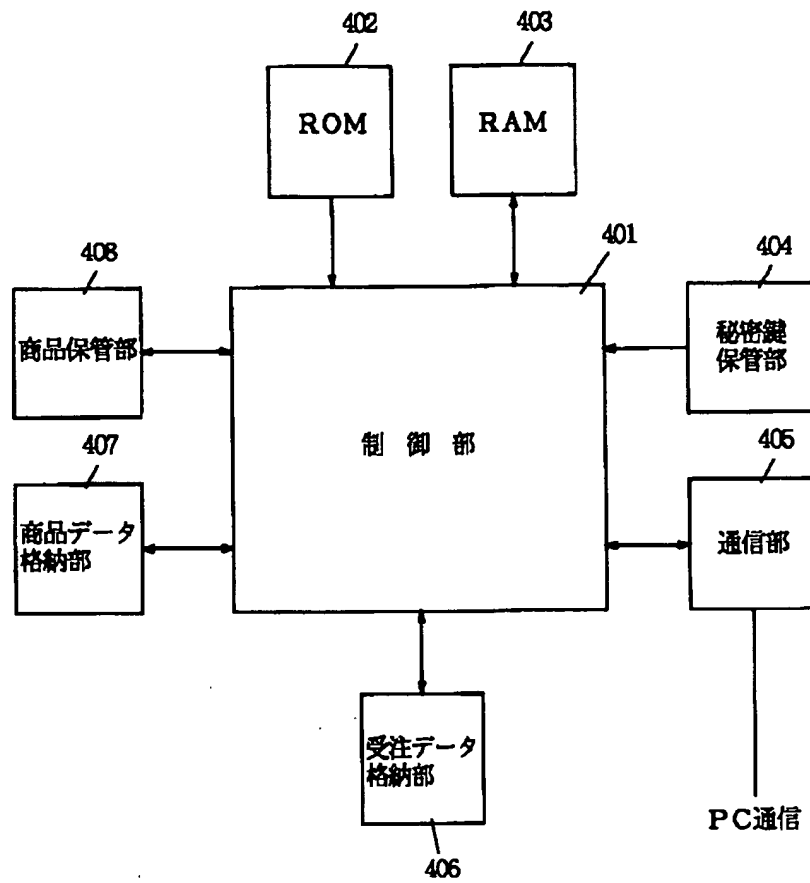 402
403
ROM
RAM
401
408
404
商品保管部
秘密鍵
保管部
制御部
407
405
商品データ
格納部
通信部
受注データ
格納部
PC通信
406